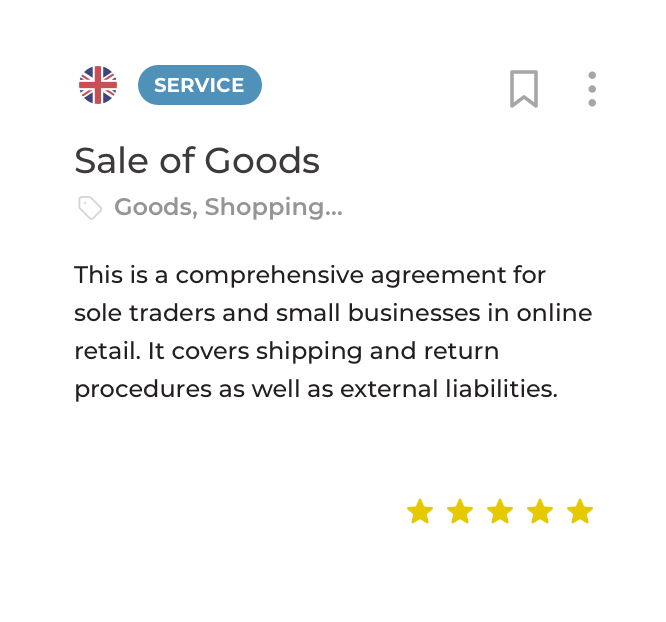 SERVICE
Sale of Goods
Goods, Shopping...
This is a comprehensive agreement for
sole traders and small businesses in online
retail. It covers shipping and return
procedures as well as external liabilities.